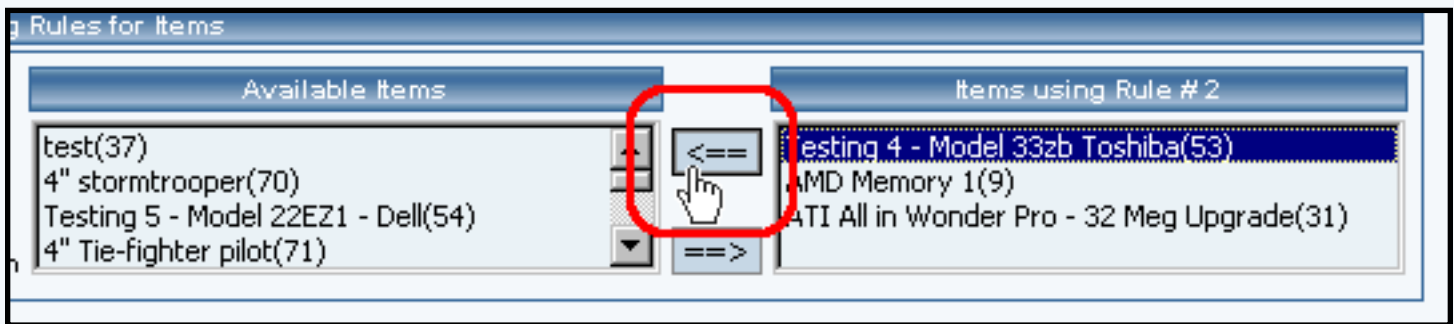 g Rules for Items
Available Items
Items using Rule # 2
test(37)
4" stormtrooper(70)
Testing 5 - Model 22EZ1 - Dell(54)
4" Tie-fighter pilot(71)
<==
==>
Testing 4 - Model 33zb Toshiba(53)
AMD Memory 1(9)
ATI All in Wonder Pro - 32 Meg Upgrade(31)